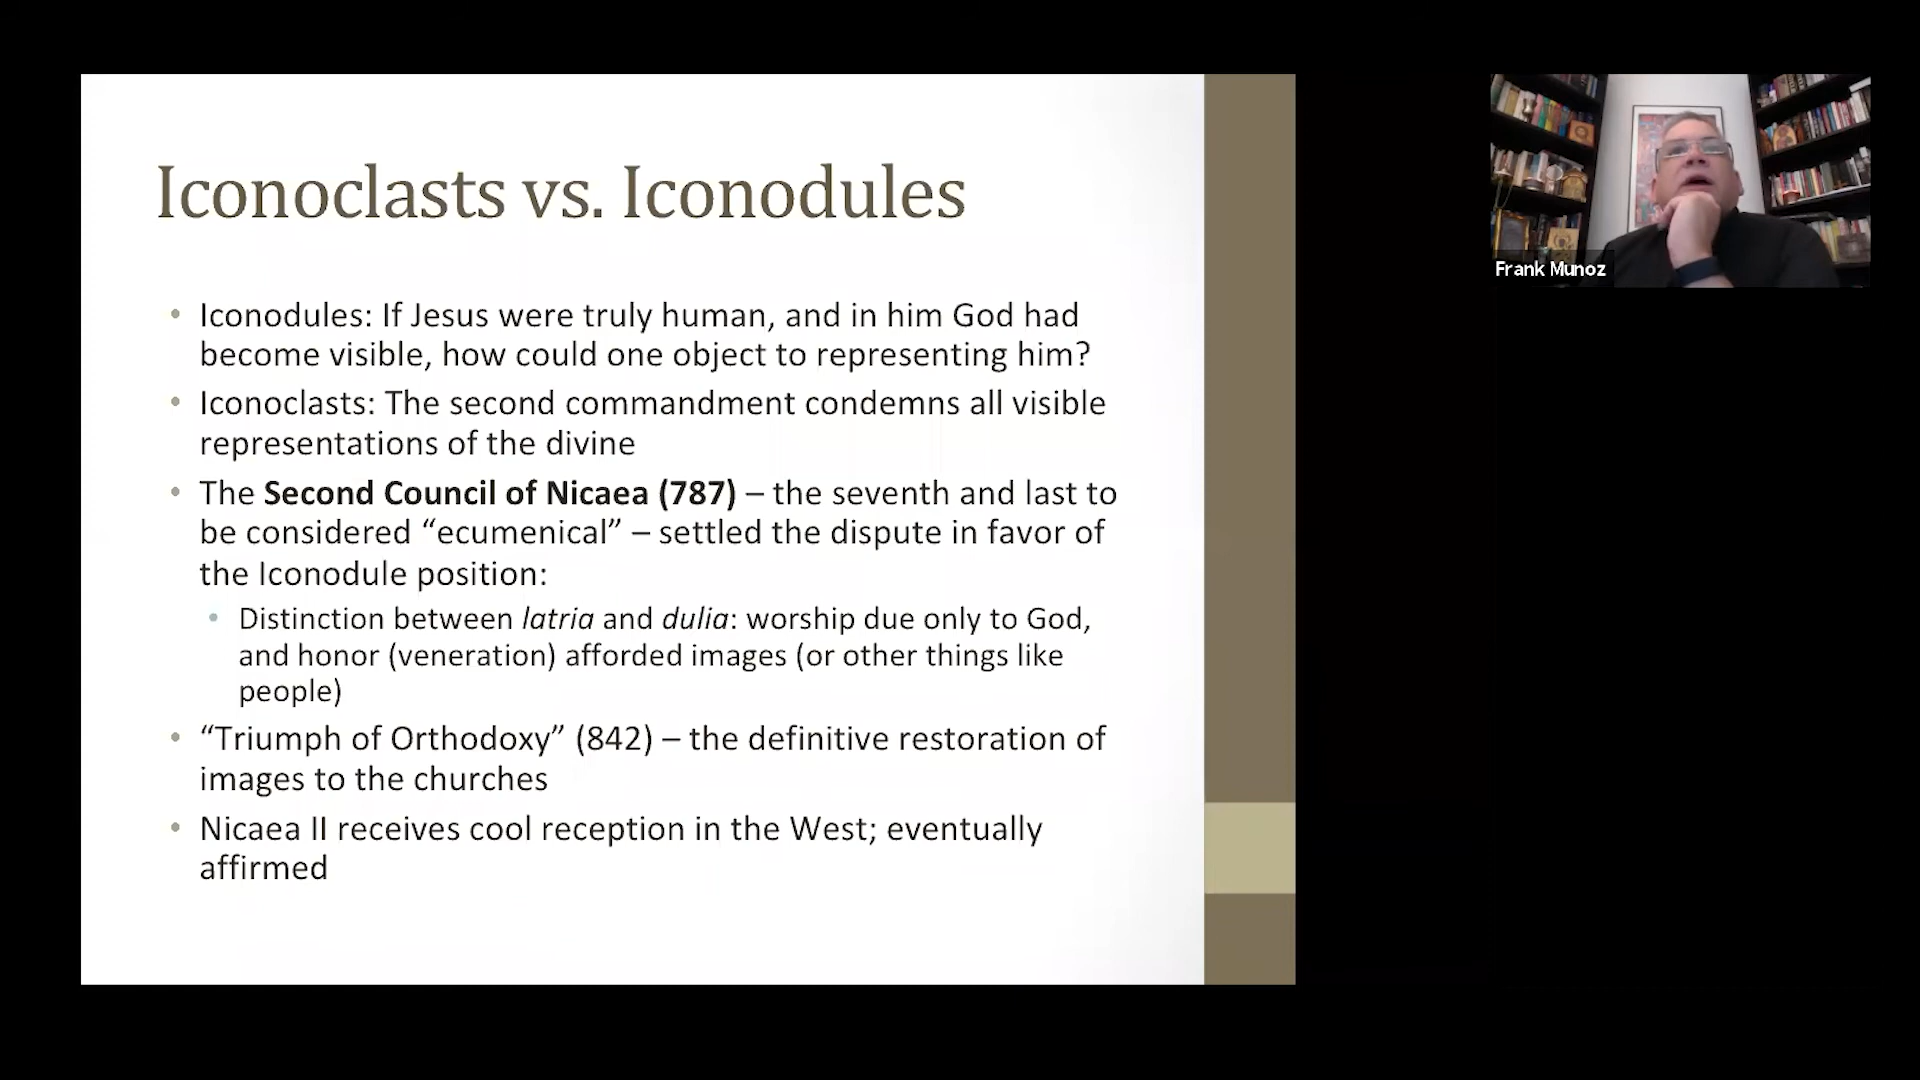 Iconoclasts vs. Iconodules
• Iconodules: If Jesus were truly human, and in him God had
become visible, how could one object to representing him?
• Iconoclasts: The second commandment condemns all visible
representations of the divine
• The Second Council of Nicaea (787) – the seventh and last to
be considered “ecumenical” – settled the dispute in favor of
the Iconodule position:
• Distinction between latria and dulia: worship due only to God,
and honor (veneration) afforded images (or other things like
people)
• “Triumph of Orthodoxy” (842) – the definitive restoration of
images to the churches
• Nicaea II receives cool reception in the West; eventually
affirmed
Frank Munoz